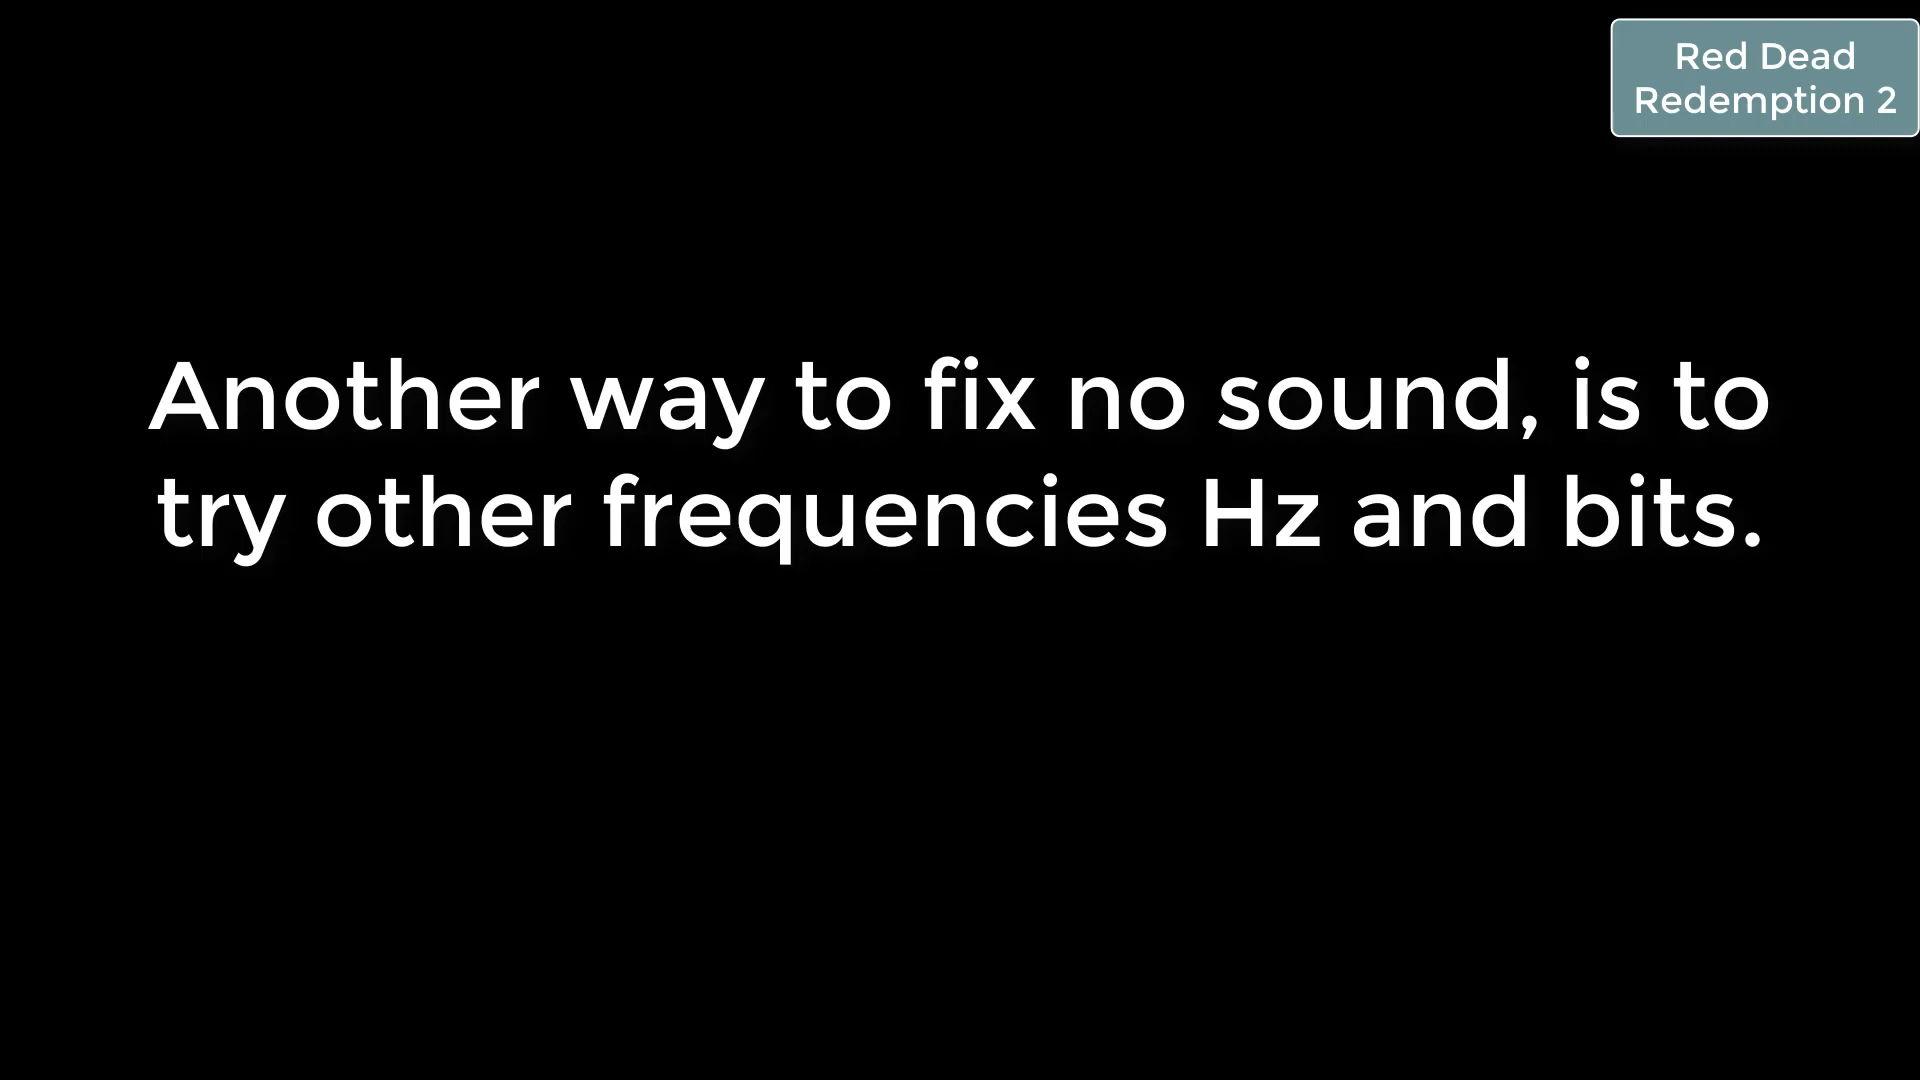 Red Dead
Redemption 2
Another way to fix no sound, is to
try other frequencies Hz and bits.